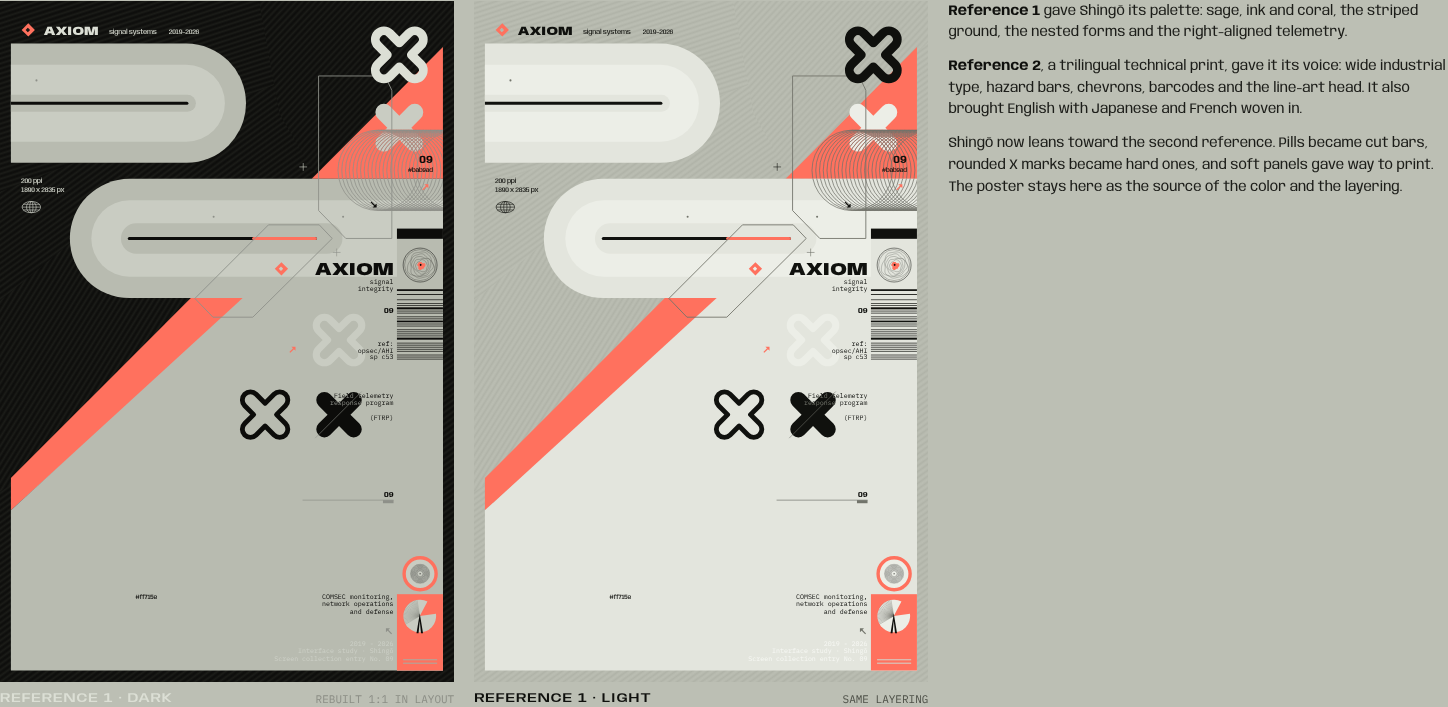 AXIOM signal systems 2019-2026
09
#babaad
200 ppi
1890 x 2835 px
AXIOM
signal
integrity
09
ref:
opsec/AHI
sp c53
Field telemetry
response program
(FTRP)
09
#ff715e
COMSEC monitoring,
network operations
and defense
2019 - 2026
Interface study Shingō
REFERENCE 1 · DARK
REBUILT 1:1 IN LAYOUT
AXIOM signal systems 2019-2026
09
#babaad
200 ppi
1890 x 2835 px
AXIOM
signal
integrity
09
ref:
opsec/AHI
sp c53
Field telemetry
response program
(FTRP)
09
#ff715e
COMSEC monitoring,
network operations
and defense
2019 - 2026
Interface study Shingō
REFERENCE 1 · LIGHT
SAME LAYERING
Reference 1 gave Shingō its palette: sage, ink and coral, the striped
ground, the nested forms and the right-aligned telemetry.
Reference 2, a trilingual technical print, gave it its voice: wide industrial
type, hazard bars, chevrons, barcodes and the line-art head. It also
brought English with Japanese and French woven in.
Shingō now leans toward the second reference. Pills became cut bars,
rounded X marks became hard ones, and soft panels gave way to print.
The poster stays here as the source of the color and the layering.